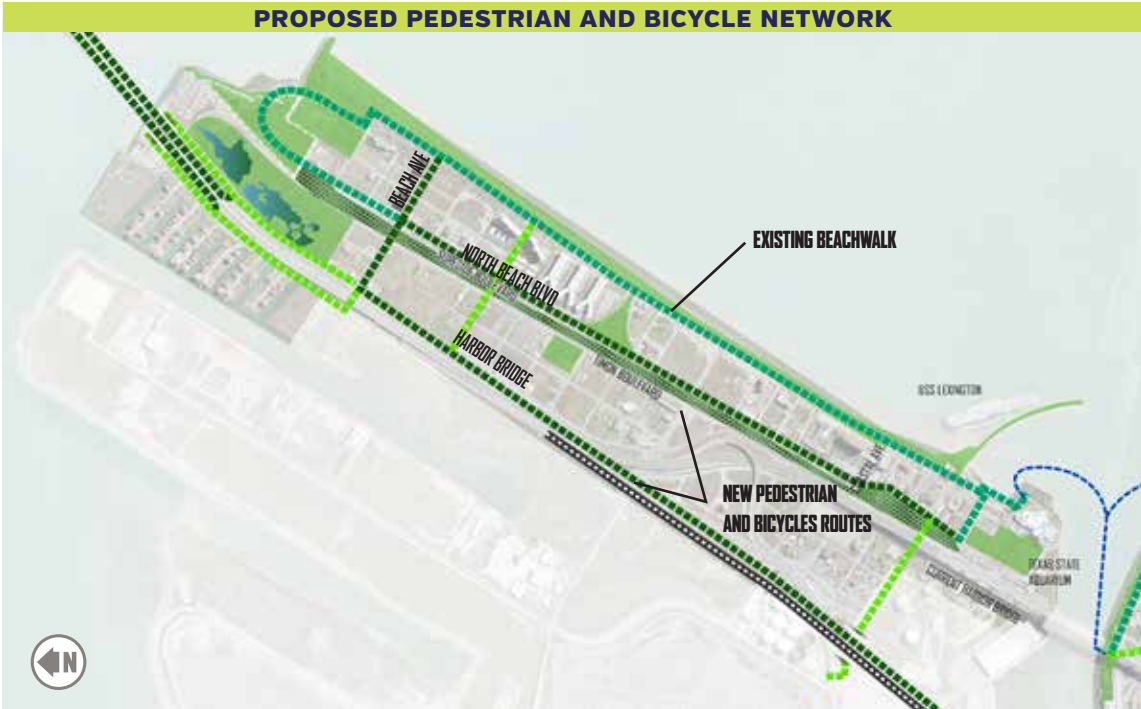 PROPOSED PEDESTRIAN AND BICYCLE NETWORK
BEACH AVE
EXISTING BEACHWALK
NORTH BEACH BLVD
HARBOR BRIDGE
USS LEXINGTON
NEW PEDESTRIAN
AND BICYCLES ROUTES
TEXAS STATE
AQUARIUM
CURRENT HARBOR BRIDGE
N